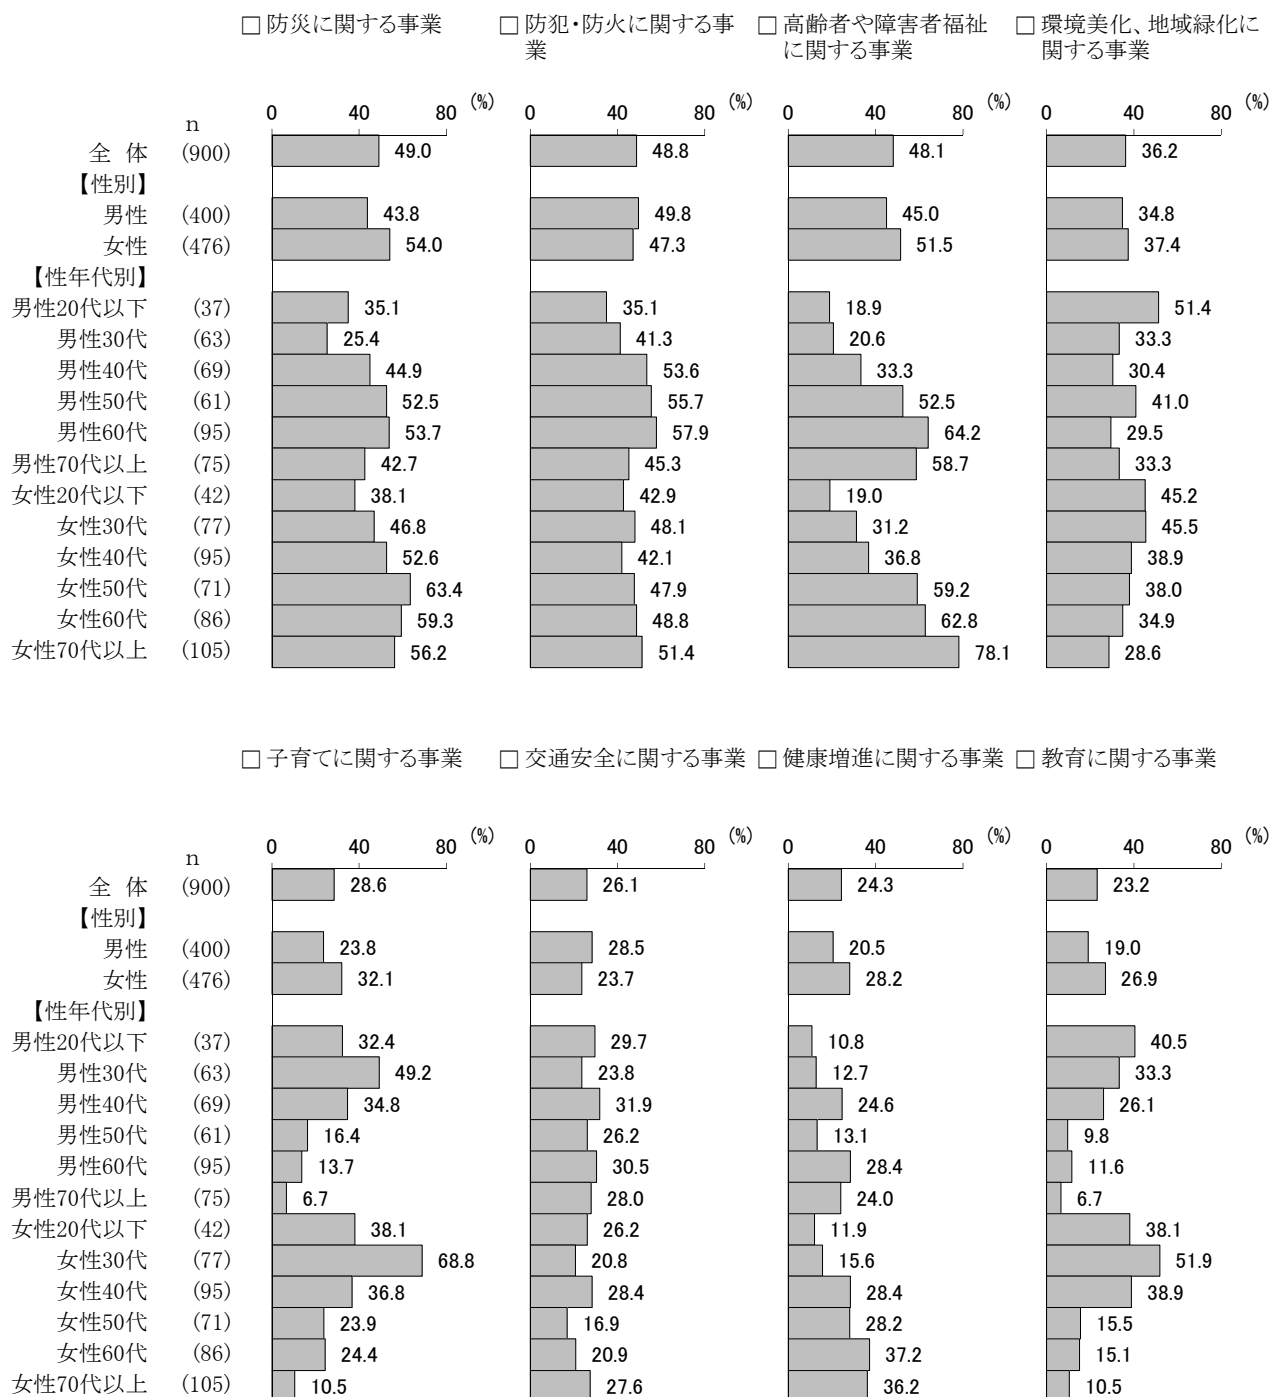 □ 防災に関する事業 □ 防犯・防火に関する事 □ 高齢者や障害者福祉 □ 環境美化、地域緑化に
業 に関する事業 関する事業
0 40 80 (%) 0 40 80 (%) 0 40 80 (%) 0 40 80 (%)
n
全 体 (900) 49.0 48.8 48.1 36.2
【性別】
男性 (400) 43.8 49.8 45.0 34.8
女性 (476) 54.0 47.3 51.5 37.4
【性年代別】
男性20代以下 (37) 35.1 35.1 18.9 51.4
男性30代 (63) 25.4 41.3 20.6 33.3
男性40代 (69) 44.9 53.6 33.3 30.4
男性50代 (61) 52.5 55.7 52.5 41.0
男性60代 (95) 53.7 57.9 64.2 29.5
男性70代以上 (75) 42.7 45.3 58.7 33.3
女性20代以下 (42) 38.1 42.9 19.0 45.2
女性30代 (77) 46.8 48.1 31.2 45.5
女性40代 (95) 52.6 42.1 36.8 38.9
女性50代 (71) 63.4 47.9 59.2 38.0
女性60代 (86) 59.3 48.8 62.8 34.9
女性70代以上 (105) 56.2 51.4 78.1 28.6
□ 子育てに関する事業 □ 交通安全に関する事業 □ 健康増進に関する事業 □ 教育に関する事業
0 40 80 (%) 0 40 80 (%) 0 40 80 (%) 0 40 80 (%)
n
全 体 (900) 28.6 26.1 24.3 23.2
【性別】
男性 (400) 23.8 28.5 20.5 19.0
女性 (476) 32.1 23.7 28.2 26.9
【性年代別】
男性20代以下 (37) 32.4 29.7 10.8 40.5
男性30代 (63) 49.2 23.8 12.7 33.3
男性40代 (69) 34.8 31.9 24.6 26.1
男性50代 (61) 16.4 26.2 13.1 9.8
男性60代 (95) 13.7 30.5 28.4 11.6
男性70代以上 (75) 6.7 28.0 24.0 6.7
女性20代以下 (42) 38.1 26.2 11.9 38.1
女性30代 (77) 68.8 20.8 15.6 51.9
女性40代 (95) 36.8 28.4 28.4 38.9
女性50代 (71) 23.9 16.9 28.2 15.5
女性60代 (86) 24.4 20.9 37.2 15.1
女性70代以上 (105) 10.5 27.6 36.2 10.5